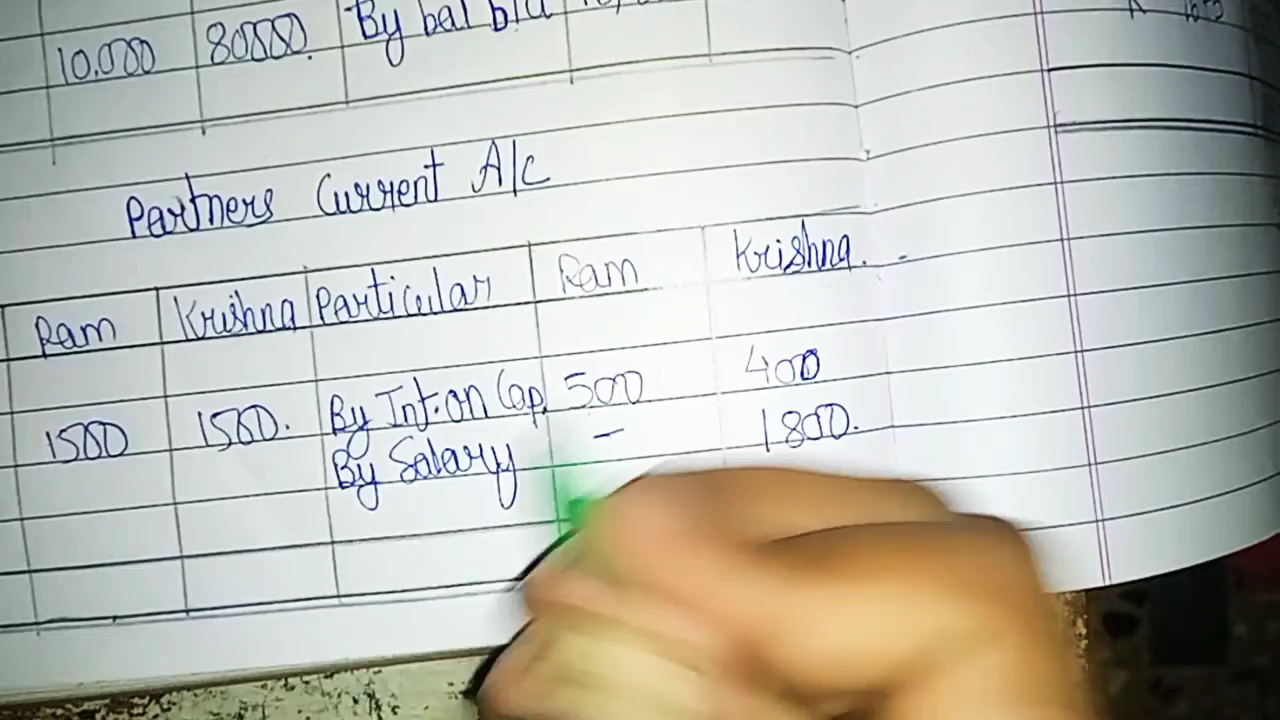 10.000 80000. By bal b/d
Partners Current A/c
Ram Krishna Particular Ram Krishna.
1500 1500. By Int. on Cap. 500 400
By Salary – 1800.